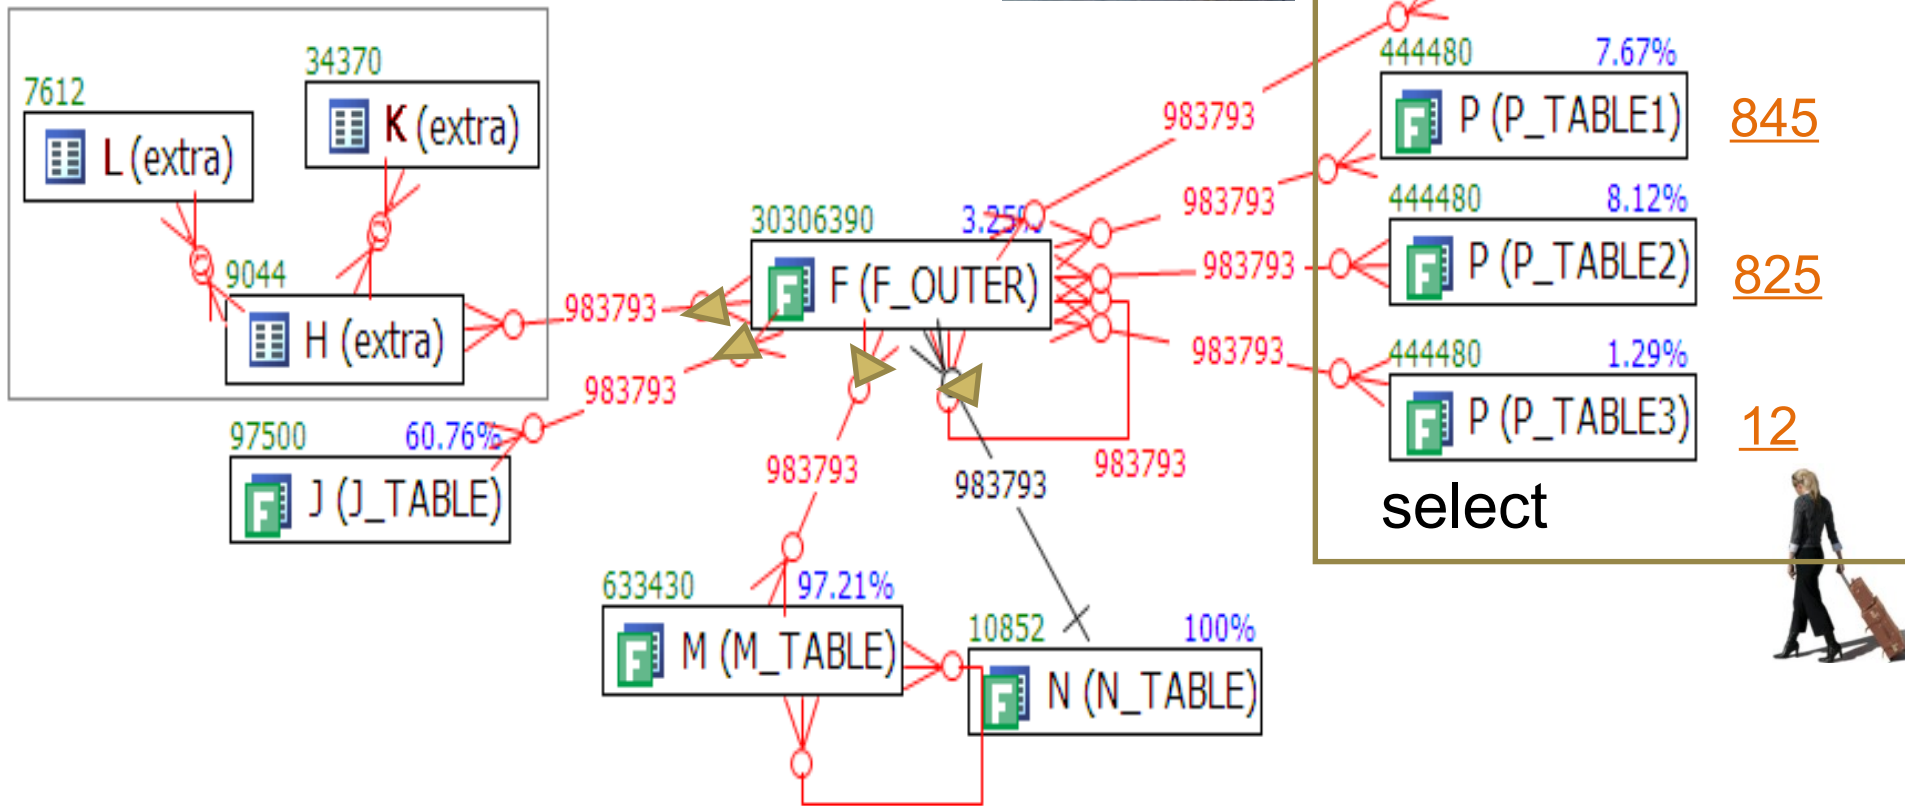 34370
K (extra)
7612
L (extra)
9044
H (extra)
983793
97500 60.76%
J (J_TABLE)
983793
30306390 3.25%
F (F_OUTER)
983793
983793
983793
983793
983793
983793
983793
633430 97.21%
M (M_TABLE)
10852 100%
N (N_TABLE)
444480 7.67%
P (P_TABLE1)
845
444480 8.12%
P (P_TABLE2)
825
444480 1.29%
P (P_TABLE3)
12
select